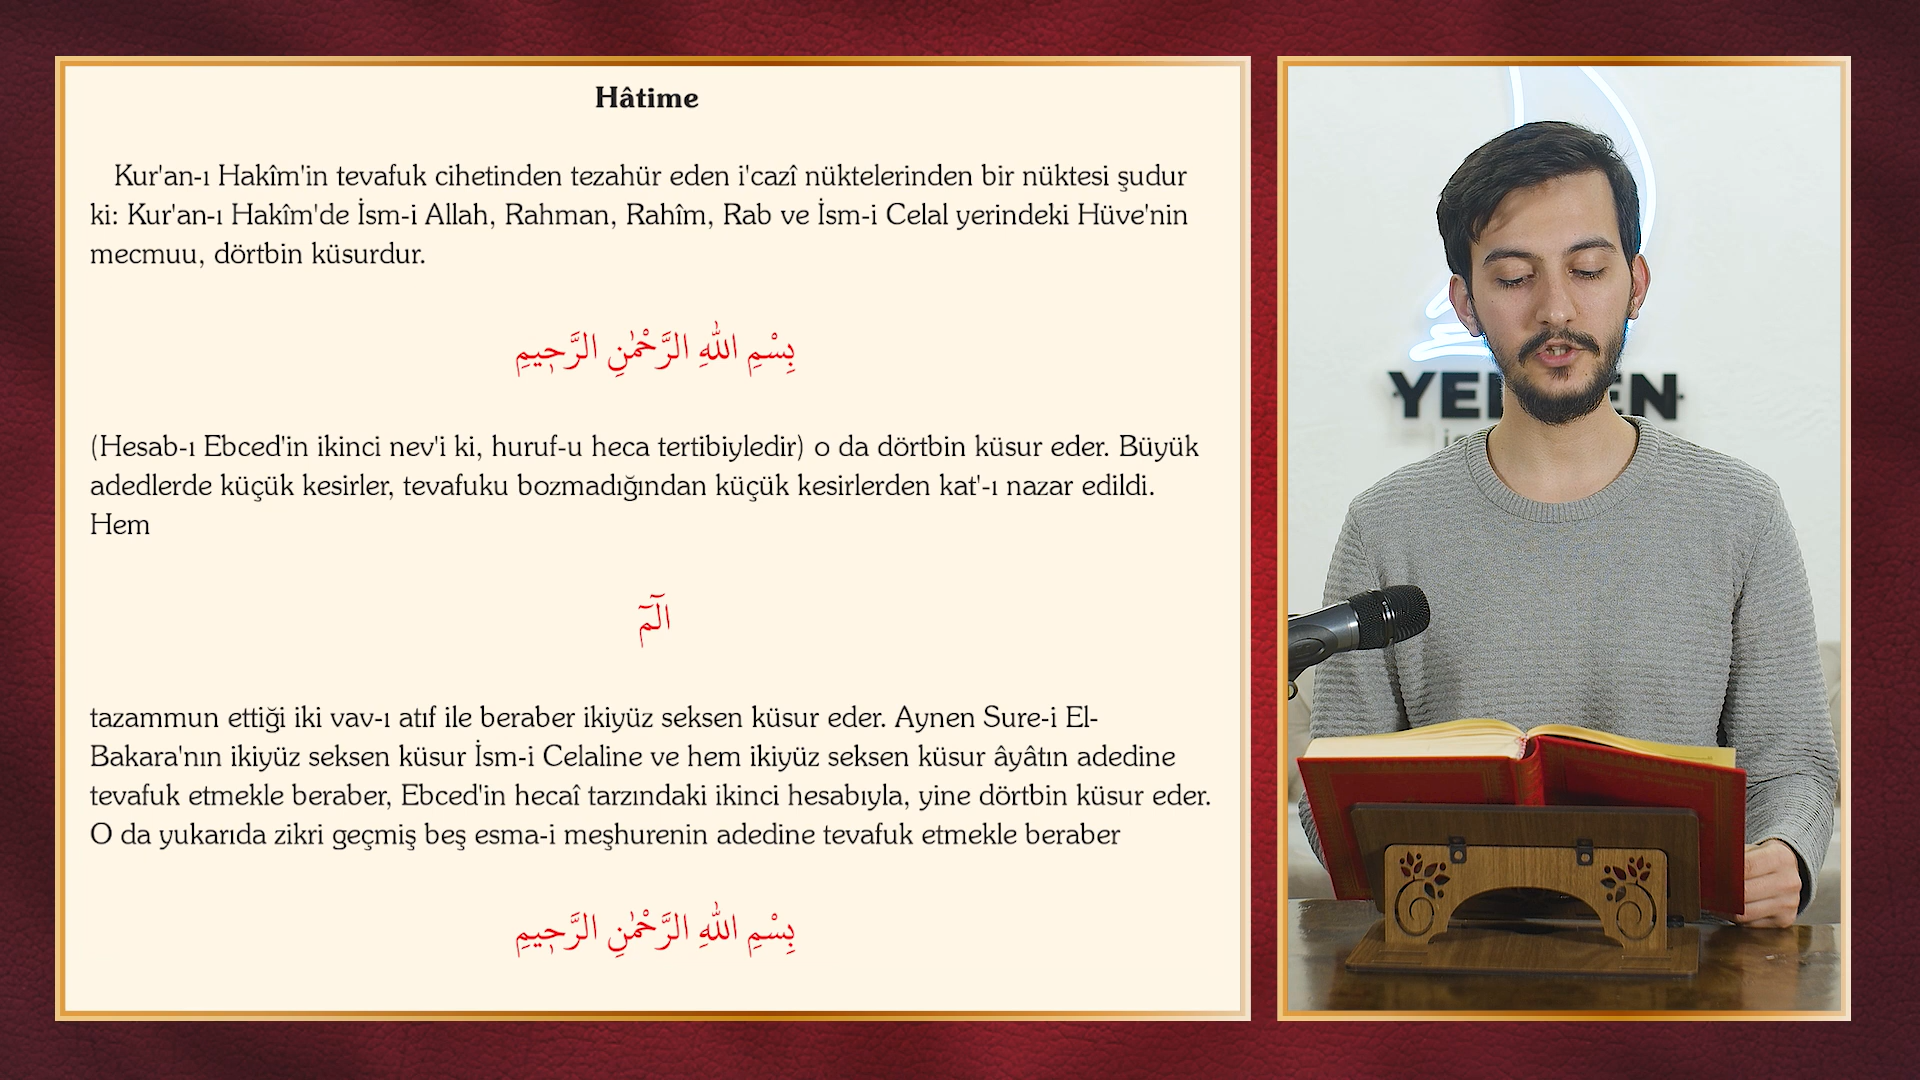 Hâtime
Kur'an-ı Hakîm'in tevafuk cihetinden tezahür eden i'cazî nüktelerinden bir nüktesi şudur
ki: Kur'an-ı Hakîm'de İsm-i Allah, Rahman, Rahîm, Rab ve İsm-i Celal yerindeki Hüve'nin
mecmuu, dörtbin küsurdur.
بِسْمِ اللّٰهِ الرَّحْمٰنِ الرَّحِيمِ
(Hesab-ı Ebced'in ikinci nev'i ki, huruf-u heca tertibiyledir) o da dörtbin küsur eder. Büyük
adedlerde küçük kesirler, tevafuku bozmadığından küçük kesirlerden kat'-ı nazar edildi.
Hem
الٓمٓ
tazammun ettiği iki vav-ı atıf ile beraber ikiyüz seksen küsur eder. Aynen Sure-i El-
Bakara'nın ikiyüz seksen küsur İsm-i Celaline ve hem ikiyüz seksen küsur âyâtın adedine
tevafuk etmekle beraber, Ebced'in hecaî tarzındaki ikinci hesabıyla, yine dörtbin küsur eder.
O da yukarıda zikri geçmiş beş esma-i meşhurenin adedine tevafuk etmekle beraber
بِسْمِ اللّٰهِ الرَّحْمٰنِ الرَّحِيمِ